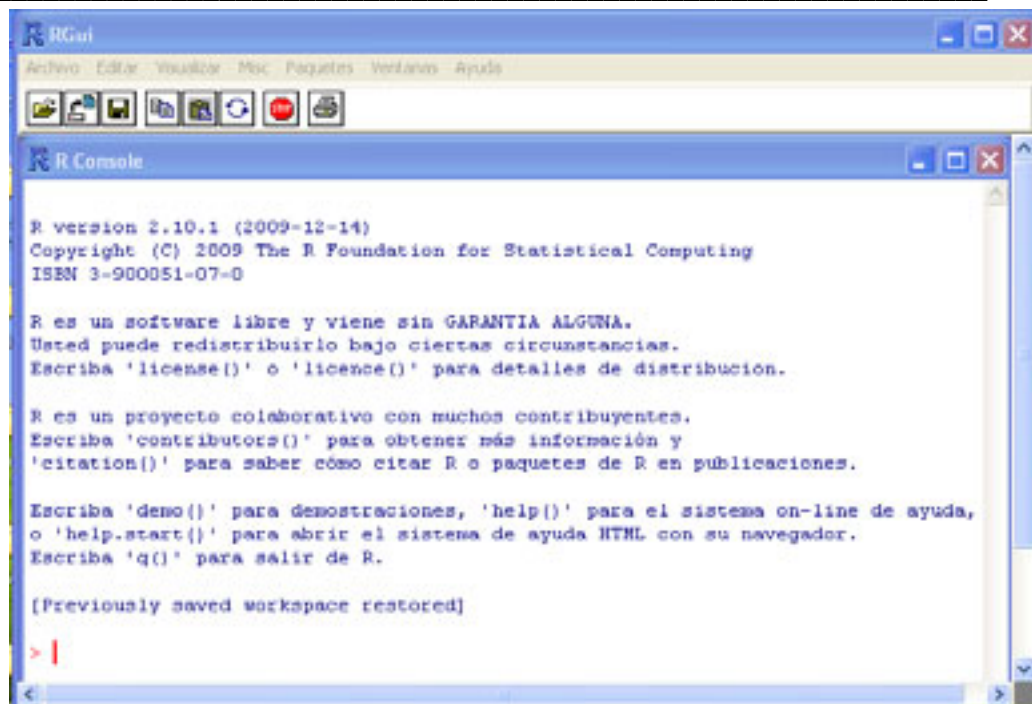 RGui
Archivo Editar Visualizar Misc Paquetes Ventanas Ayuda
STOP
R Console
R version 2.10.1 (2009-12-14)
Copyright (C) 2009 The R Foundation for Statistical Computing
ISBN 3-900051-07-0
R es un software libre y viene sin GARANTIA ALGUNA.
Usted puede redistribuirlo bajo ciertas circunstancias.
Escriba 'license()' o 'licence()' para detalles de distribucion.
R es un proyecto colaborativo con muchos contribuyentes.
Escriba 'contributors()' para obtener más información y
'citation()' para saber cómo citar R o paquetes de R en publicaciones.
Escriba 'demo()' para demostraciones, 'help()' para el sistema on-line de ayuda,
o 'help.start()' para abrir el sistema de ayuda HTML con su navegador.
Escriba 'q()' para salir de R.
[Previously saved workspace restored]
>